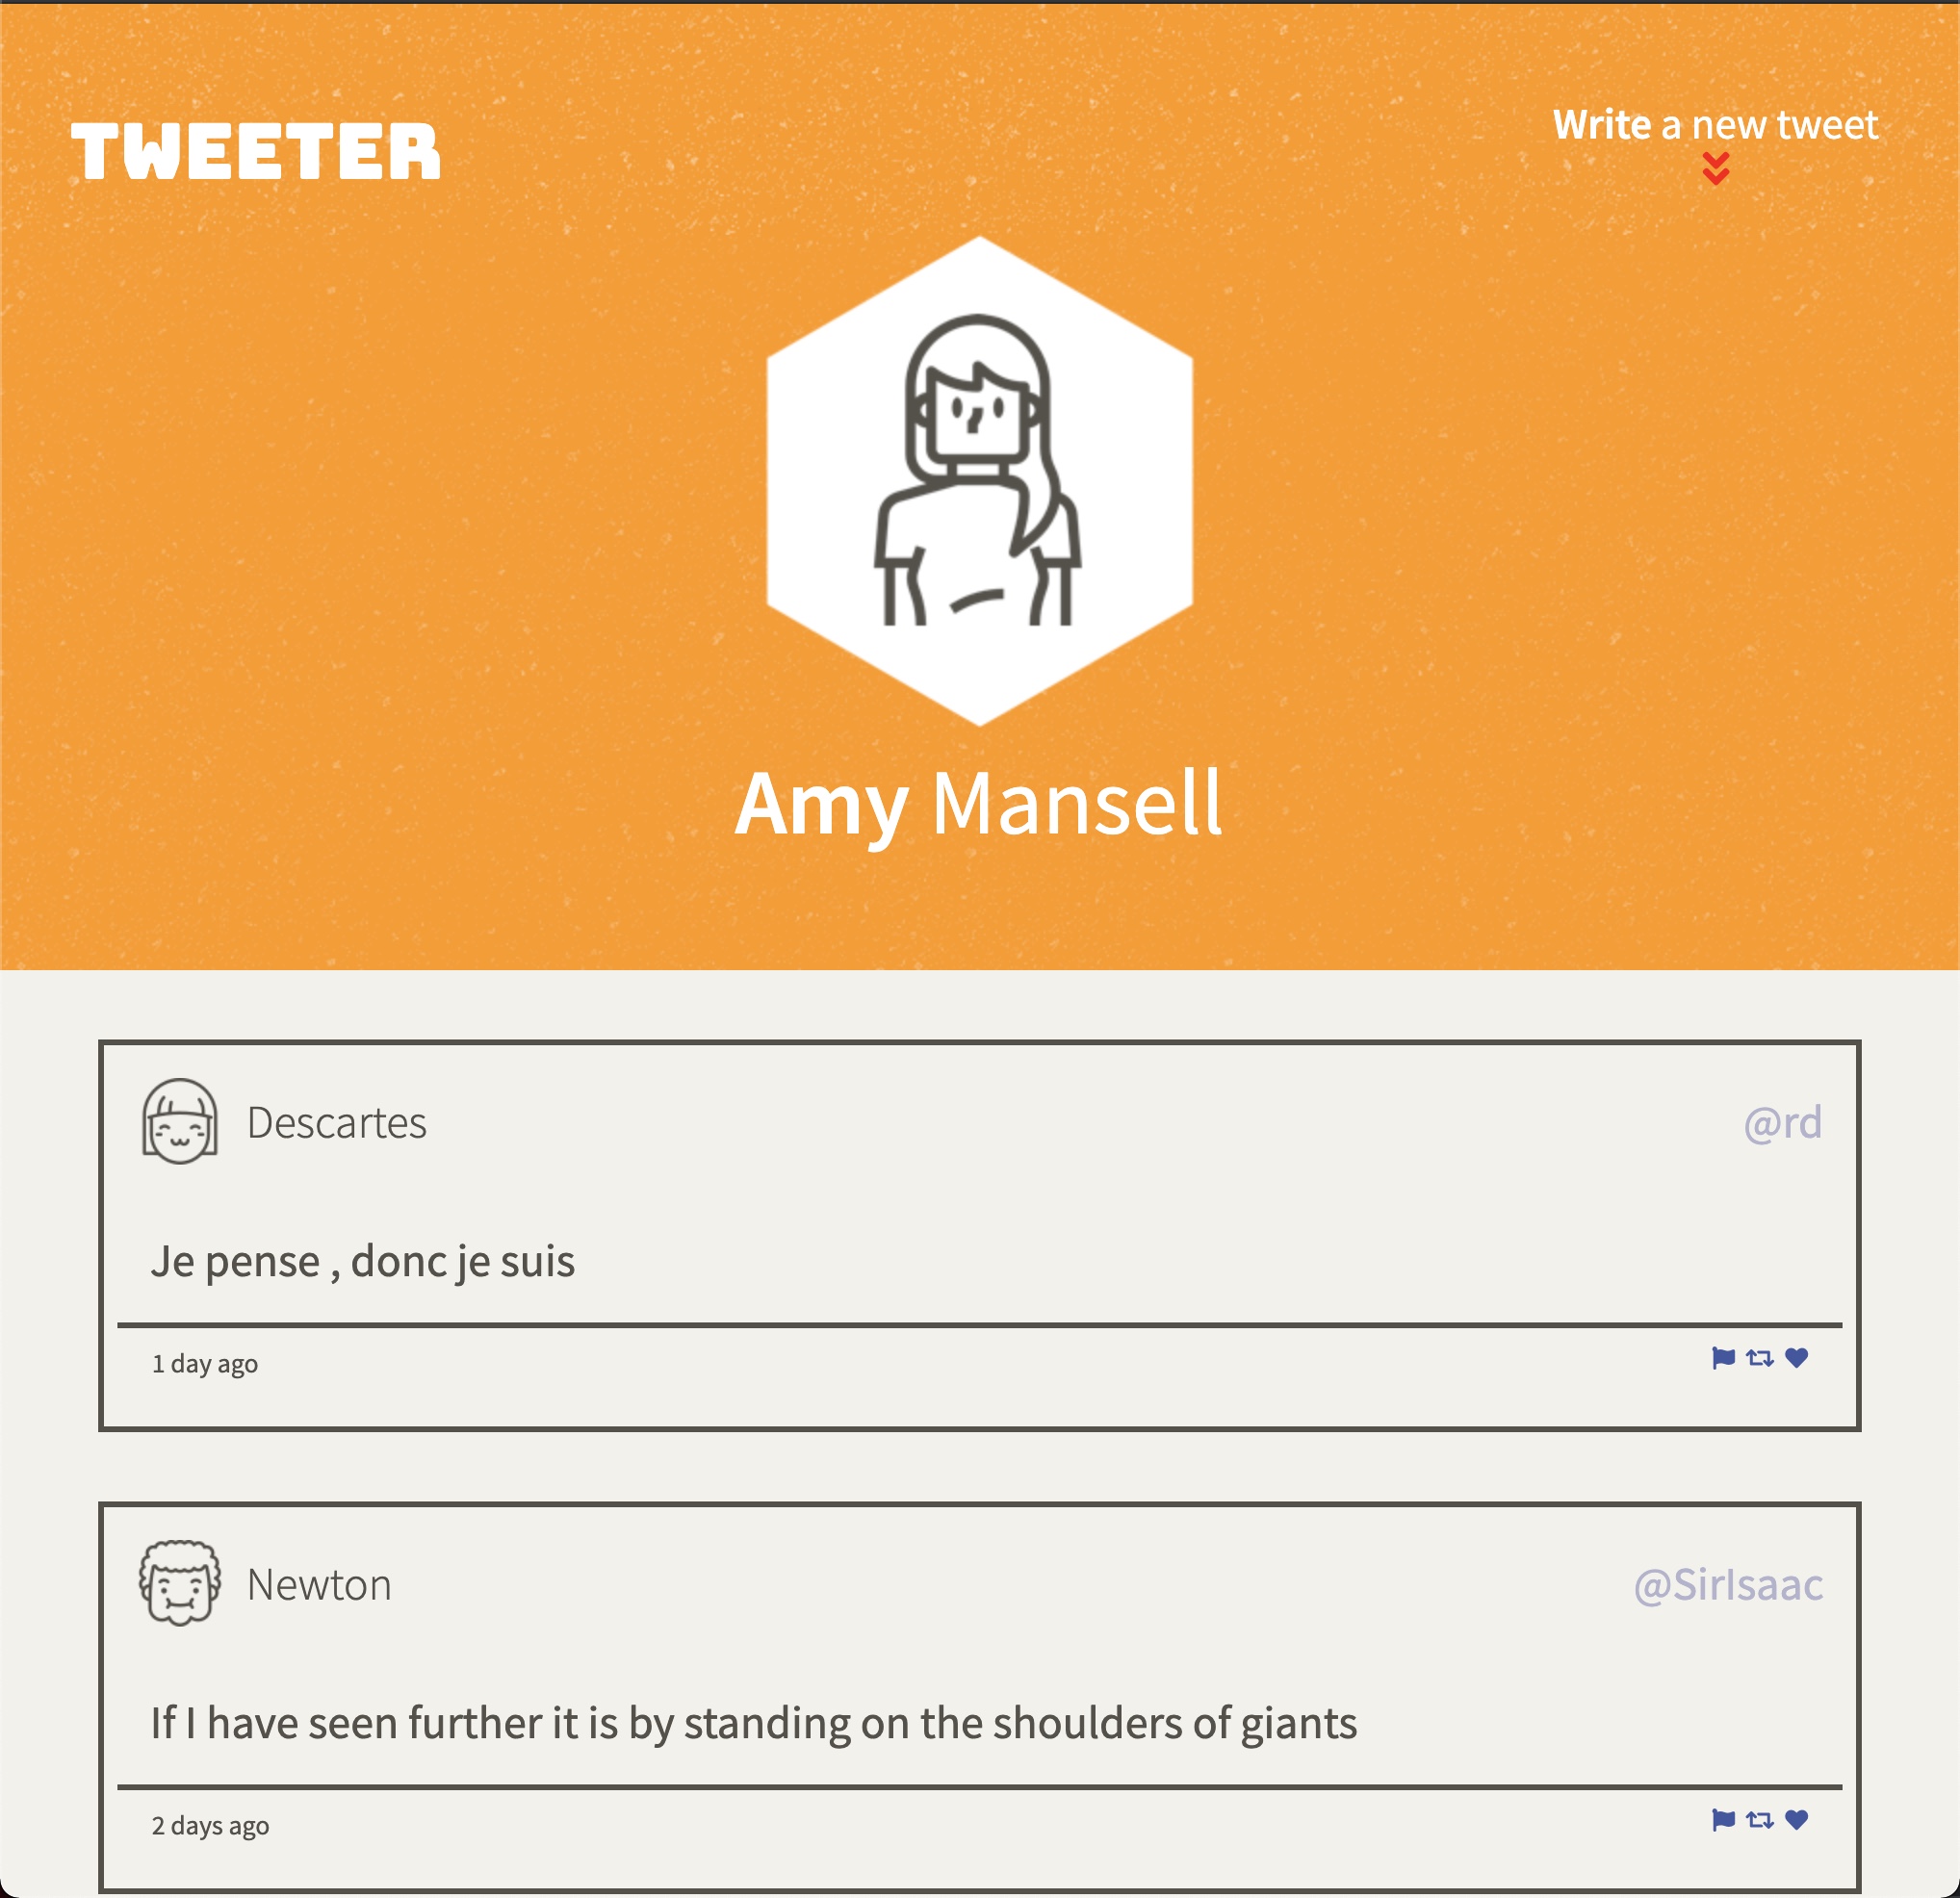 TWEETER
Write a new tweet
Amy Mansell
Descartes
@rd
Je pense , donc je suis
1 day ago
Newton
@SirIsaac
If I have seen further it is by standing on the shoulders of giants
2 days ago